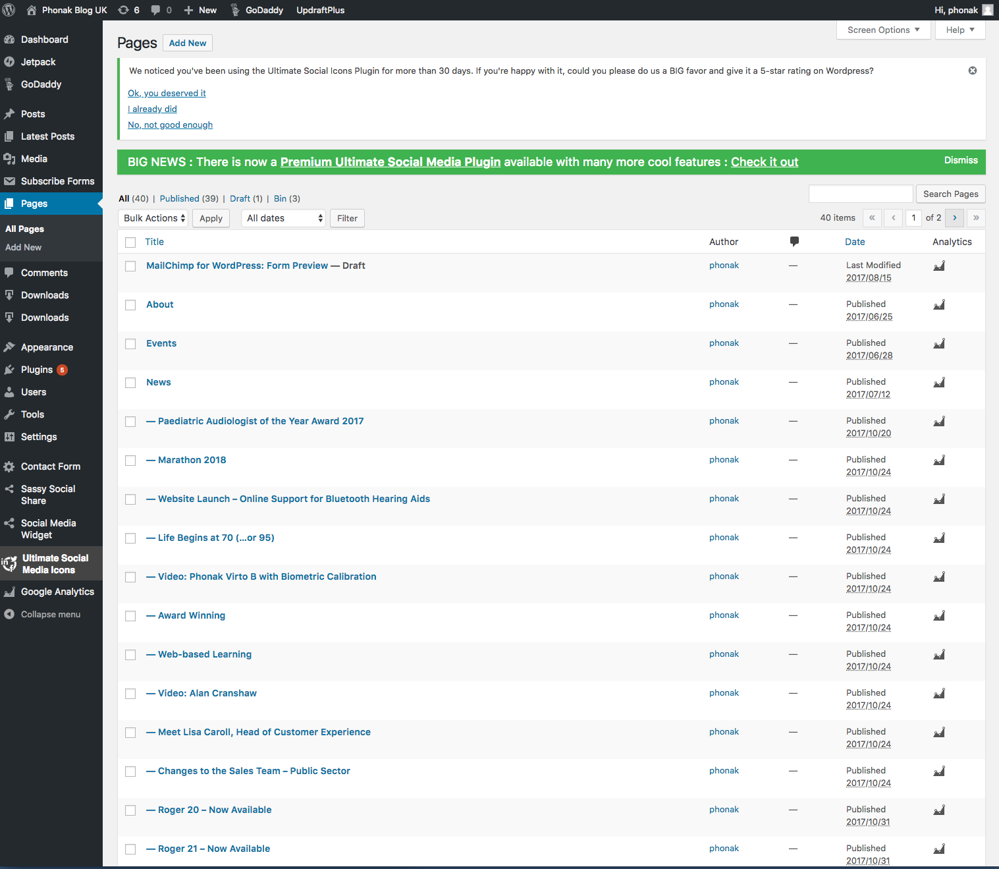 Phonak Blog UK 6 0 New GoDaddy UpdraftPlus Hi, phonak
Dashboard
Jetpack
GoDaddy
Posts
Latest Posts
Media
Subscribe Forms
Pages
All Pages
Add New
Comments
Downloads
Downloads
Appearance
Plugins 5
Users
Tools
Settings
Contact Form
Sassy Social
Share
Social Media
Widget
Ultimate Social
Media Icons
Google Analytics
Collapse menu
Screen Options Help
Pages Add New
We noticed you've been using the Ultimate Social Icons Plugin for more than 30 days. If you're happy with it, could you please do us a BIG favor and give it a 5-star rating on Wordpress?
Ok, you deserved it
I already did
No, not good enough
BIG NEWS : There is now a Premium Ultimate Social Media Plugin available with many more cool features : Check it out Dismiss
All (40) | Published (39) | Draft (1) | Bin (3)
Search Pages
Bulk Actions Apply All dates Filter 40 items « ‹ 1 of 2 › »
Title Author Date Analytics
MailChimp for WordPress: Form Preview — Draft phonak — Last Modified
2017/08/15
About phonak — Published
2017/06/25
Events phonak — Published
2017/06/28
News phonak — Published
2017/07/12
— Paediatric Audiologist of the Year Award 2017 phonak — Published
2017/10/20
— Marathon 2018 phonak — Published
2017/10/24
— Website Launch – Online Support for Bluetooth Hearing Aids phonak — Published
2017/10/24
— Life Begins at 70 (...or 95) phonak — Published
2017/10/24
— Video: Phonak Virto B with Biometric Calibration phonak — Published
2017/10/24
— Award Winning phonak — Published
2017/10/24
— Web-based Learning phonak — Published
2017/10/24
— Video: Alan Cranshaw phonak — Published
2017/10/24
— Meet Lisa Caroll, Head of Customer Experience phonak — Published
2017/10/24
— Changes to the Sales Team – Public Sector phonak — Published
2017/10/24
— Roger 20 – Now Available phonak — Published
2017/10/31
— Roger 21 – Now Available phonak — Published
2017/10/31